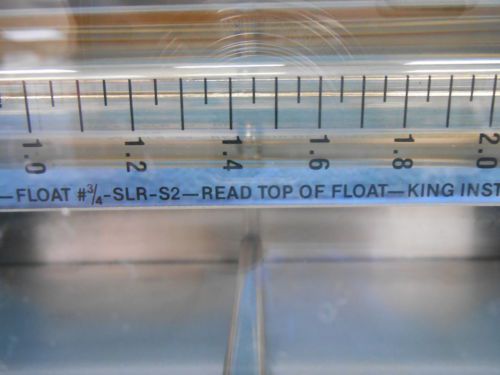 1.0 1.2 1.4 1.6 1.8 2.0
—FLOAT #3/4-SLR-S2—READ TOP OF FLOAT—KING INST